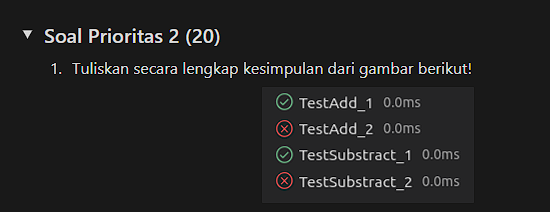 Soal Prioritas 2 (20)
1. Tuliskan secara lengkap kesimpulan dari gambar berikut!
TestAdd_1 0.0ms
TestAdd_2 0.0ms
TestSubstract_1 0.0ms
TestSubstract_2 0.0ms